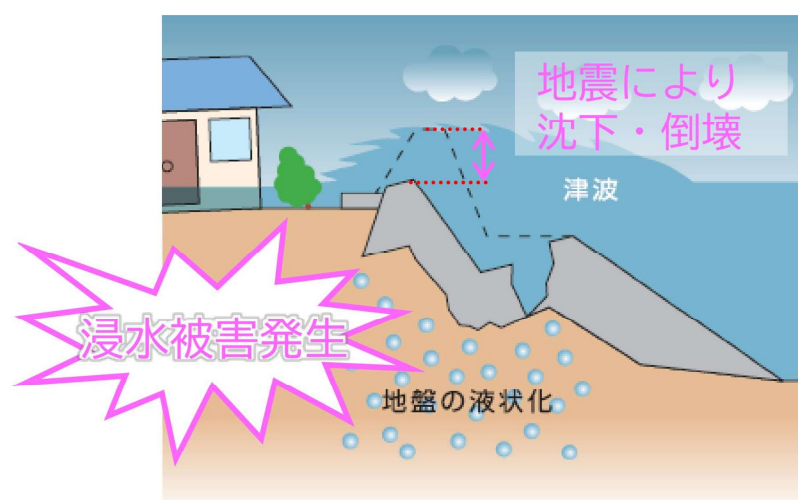 地震により
沈下・倒壊
津波
浸水被害発生
地盤の液状化